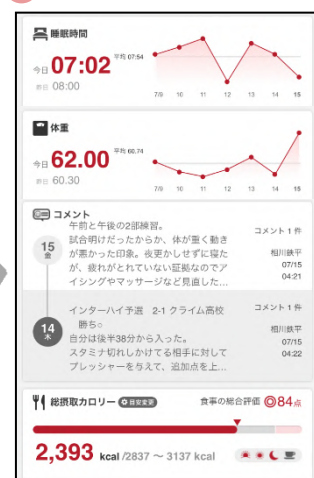 睡眠時間
今日 07:02 平均 07:54
昨日 08:00
7/9 10 11 12 13 14 15
体重
今日 62.00 平均 60.74
昨日 60.30
7/9 10 11 12 13 14 15
コメント
15 金
午前と午後の2部練習。
試合明けだったからか、体が重く動き
が悪かった印象。夜更かしせずに寝た
が、疲れがとれていない証拠なのでア
イシングやマッサージなど見直した...
コメント 1 件
相川鉄平
07/15
04:21
14 木
インターハイ予選 2-1 クライム高校
勝ち○
自分は後半38分から入った。
スタミナ切れしかけてる相手に対して
プレッシャーを与えて、追加点を上...
コメント 1 件
相川鉄平
07/15
04:22
総摂取カロリー 目安変更 食事の総合評価 ◎84点
2,393 kcal /2837 ～ 3137 kcal